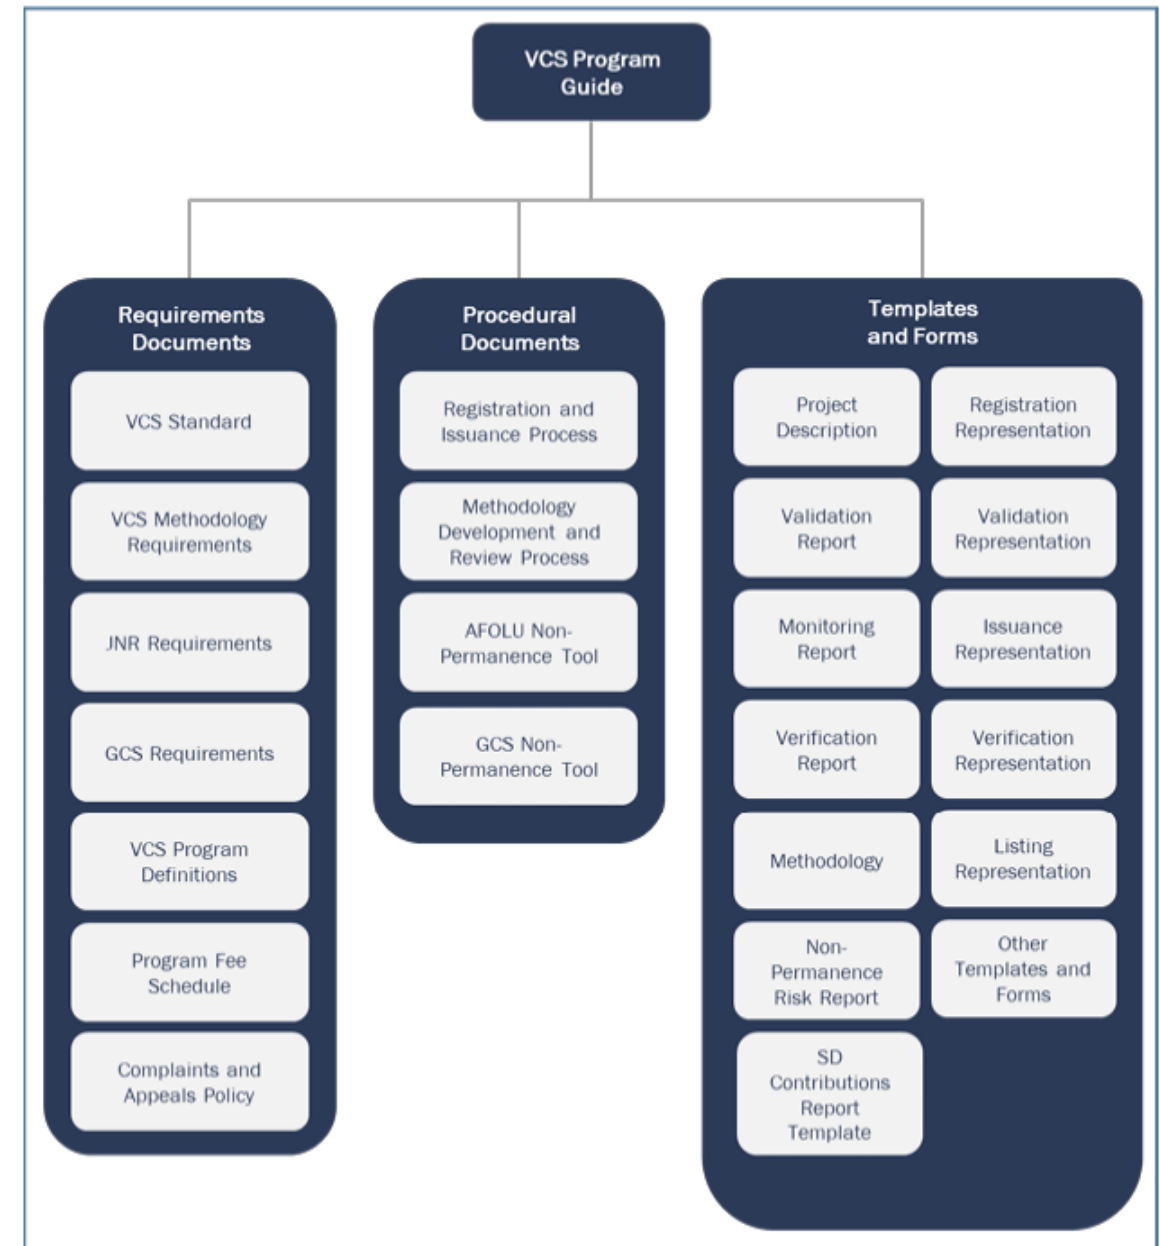 VCS Program
Guide
Requirements
Documents
VCS Standard
VCS Methodology
Requirements
JNR Requirements
GCS Requirements
VCS Program
Definitions
Program Fee
Schedule
Complaints and
Appeals Policy
Procedural
Documents
Registration and
Issuance Process
Methodology
Development and
Review Process
AFOLU Non-
Permanence Tool
GCS Non-
Permanence Tool
Templates
and Forms
Project
Description
Registration
Representation
Validation
Report
Validation
Representation
Monitoring
Report
Issuance
Representation
Verification
Report
Verification
Representation
Methodology
Listing
Representation
Non-
Permanence
Risk Report
Other
Templates and
Forms
SD
Contributions
Report
Template